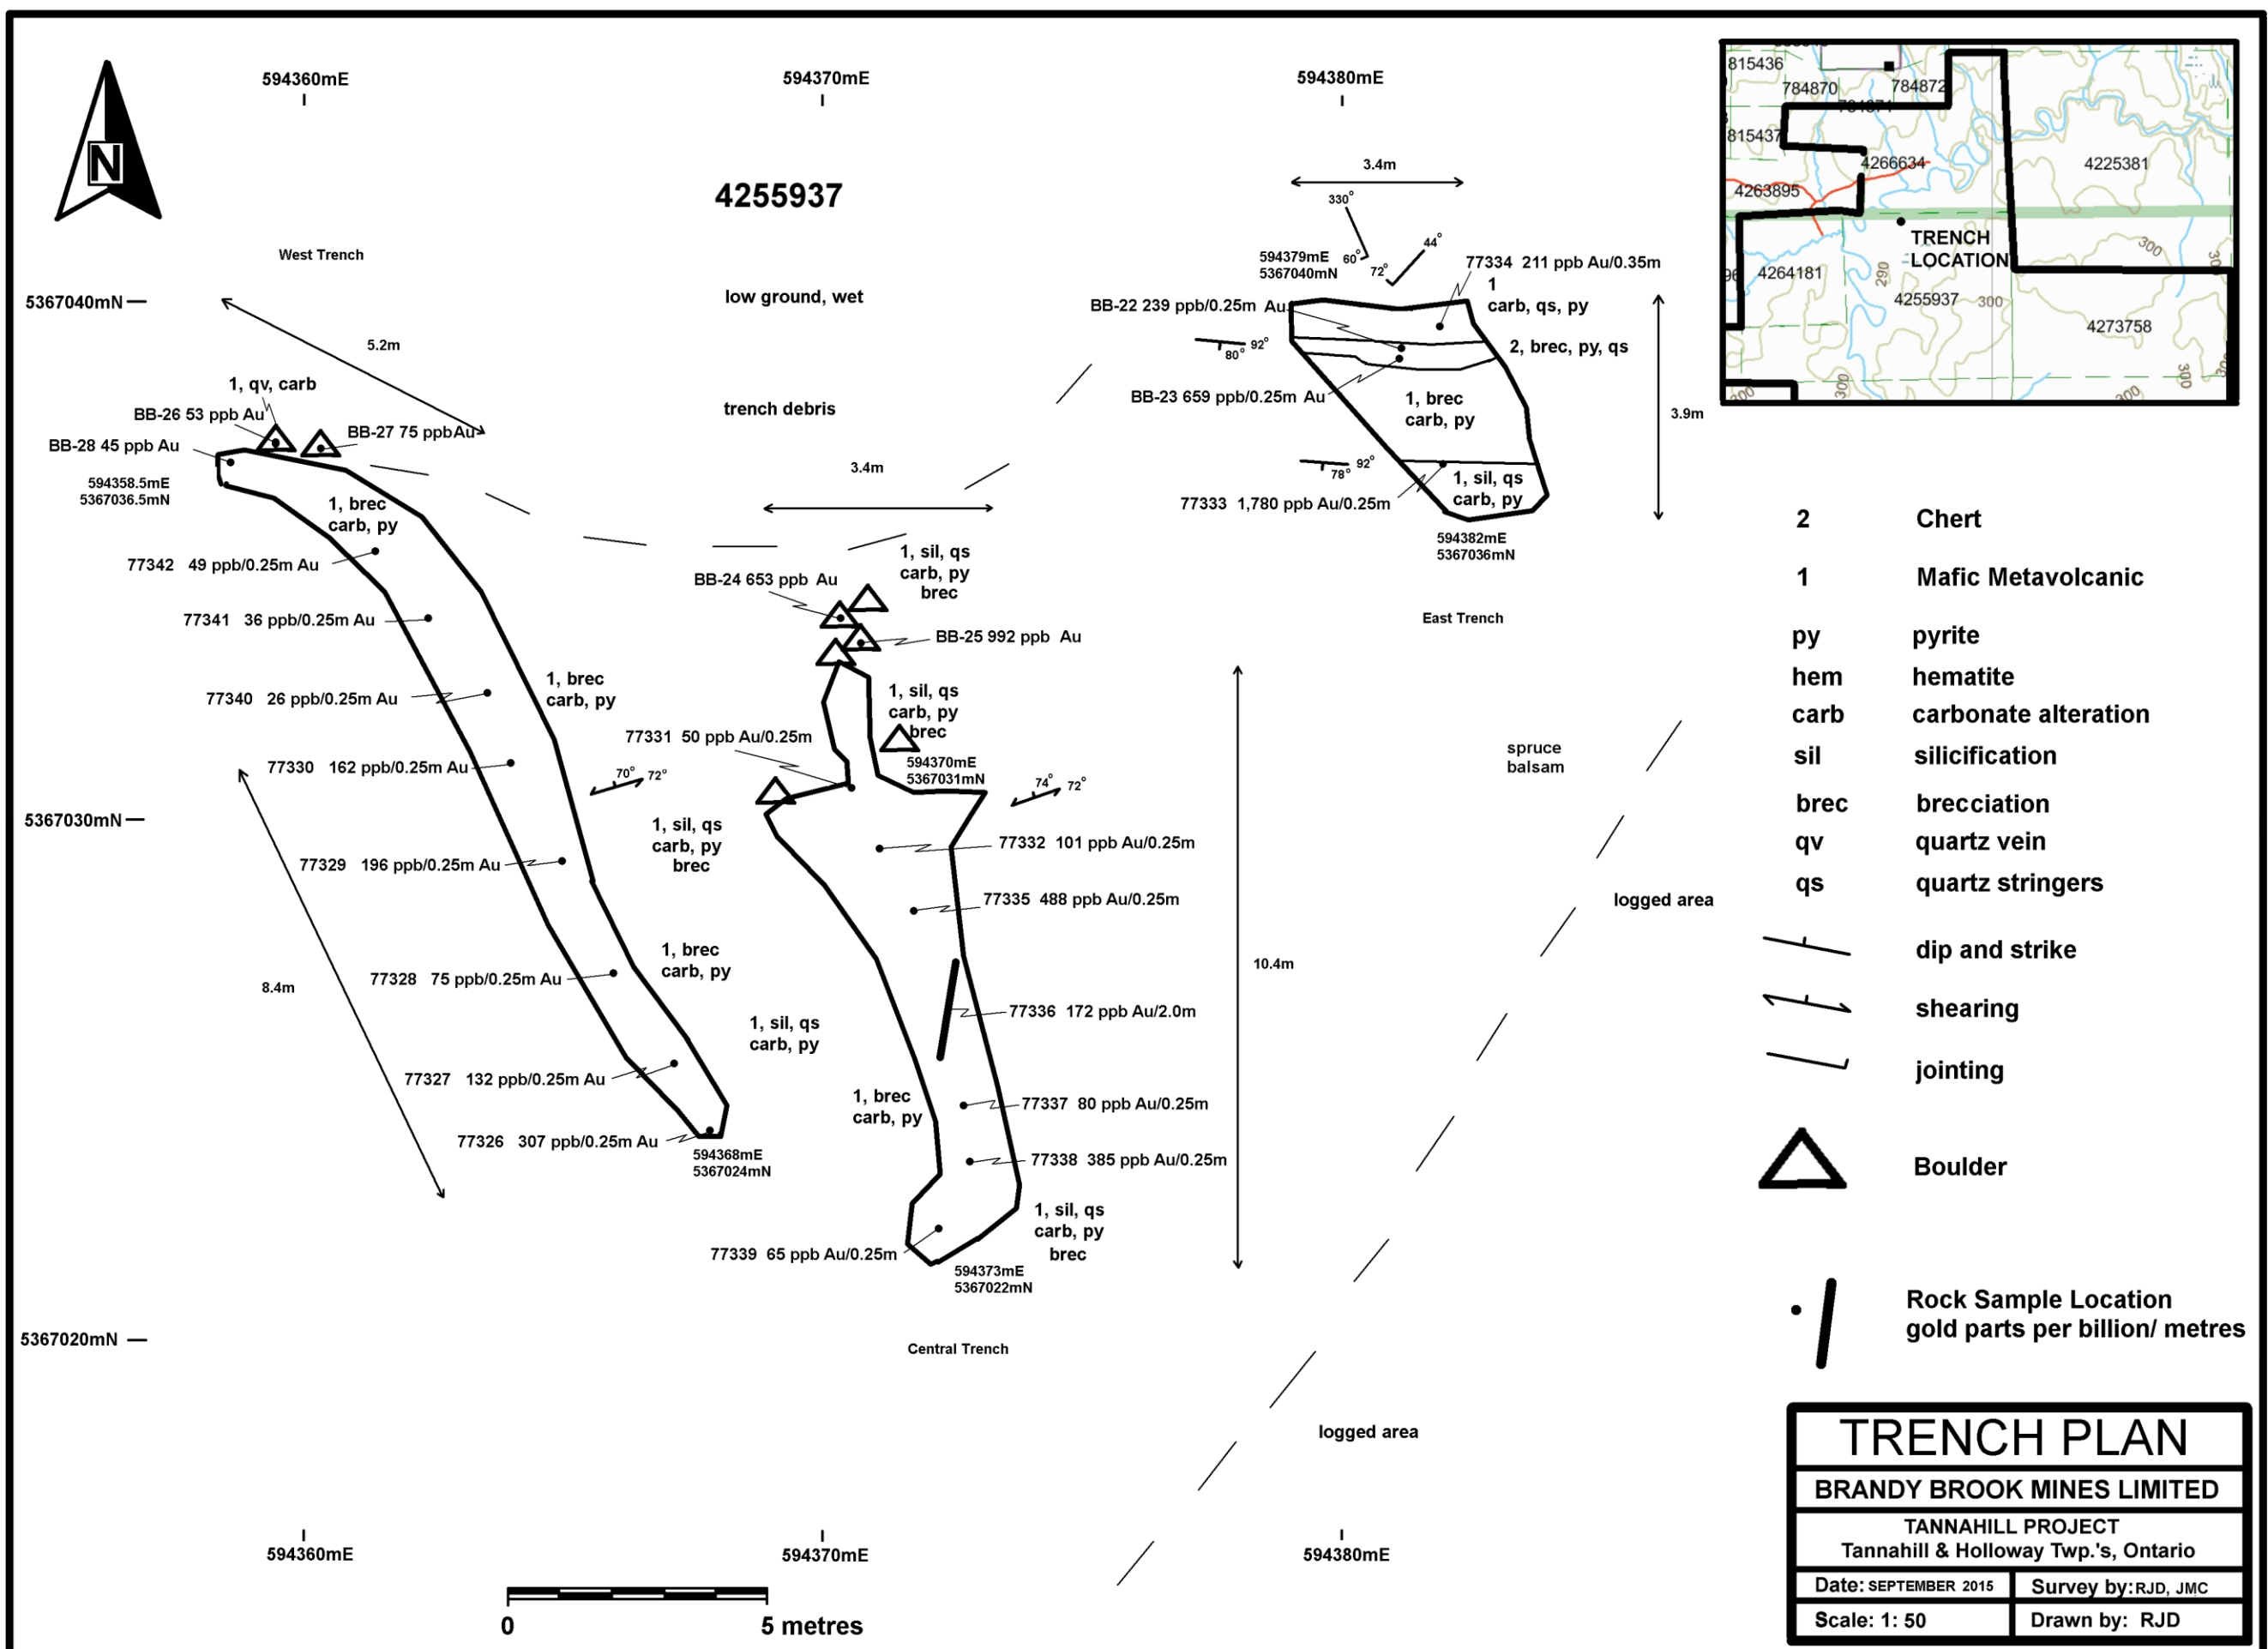 594360mE
594370mE
594380mE
N
4255937
West Trench
5367040mN
low ground, wet
5.2m
trench debris
1, qv, carb
BB-26 53 ppb Au
BB-27 75 ppb Au
BB-28 45 ppb Au
594358.5mE
5367036.5mN
1, brec
carb, py
77342 49 ppb/0.25m Au
77341 36 ppb/0.25m Au
77340 26 ppb/0.25m Au
1, brec
carb, py
77330 162 ppb/0.25m Au
70° 72°
5367030mN
77329 196 ppb/0.25m Au
77328 75 ppb/0.25m Au
1, brec
carb, py
8.4m
77327 132 ppb/0.25m Au
77326 307 ppb/0.25m Au
594368mE
5367024mN
5367020mN
3.4m
1, sil, qs
carb, py
brec
BB-24 653 ppb Au
BB-25 992 ppb Au
1, sil, qs
carb, py
brec
77331 50 ppb Au/0.25m
594370mE
5367031mN
74° 72°
1, sil, qs
carb, py
brec
77332 101 ppb Au/0.25m
77335 488 ppb Au/0.25m
10.4m
77336 172 ppb Au/2.0m
1, sil, qs
carb, py
1, brec
carb, py
77337 80 ppb Au/0.25m
77338 385 ppb Au/0.25m
1, sil, qs
carb, py
brec
77339 65 ppb Au/0.25m
594373mE
5367022mN
Central Trench
3.4m
330°
60°
44°
72°
594379mE
5367040mN
77334 211 ppb Au/0.35m
1
carb, qs, py
BB-22 239 ppb/0.25m Au
92°
80°
2, brec, py, qs
BB-23 659 ppb/0.25m Au
1, brec
carb, py
3.9m
92°
78°
1, sil, qs
carb, py
77333 1,780 ppb Au/0.25m
594382mE
5367036mN
East Trench
spruce
balsam
logged area
logged area
594360mE
594370mE
594380mE
0 5 metres
815436
784870
784872
784871
815437
4266634
4225381
4263895
TRENCH
LOCATION
300
96
4264181
290
4255937
300
4273758
300
300
300
300
2 Chert
1 Mafic Metavolcanic
py pyrite
hem hematite
carb carbonate alteration
sil silicification
brec brecciation
qv quartz vein
qs quartz stringers
dip and strike
shearing
jointing
Boulder
Rock Sample Location
gold parts per billion/ metres
TRENCH PLAN
BRANDY BROOK MINES LIMITED
TANNAHILL PROJECT
Tannahill & Holloway Twp.'s, Ontario
Date: SEPTEMBER 2015
Survey by: RJD, JMC
Scale: 1: 50
Drawn by: RJD